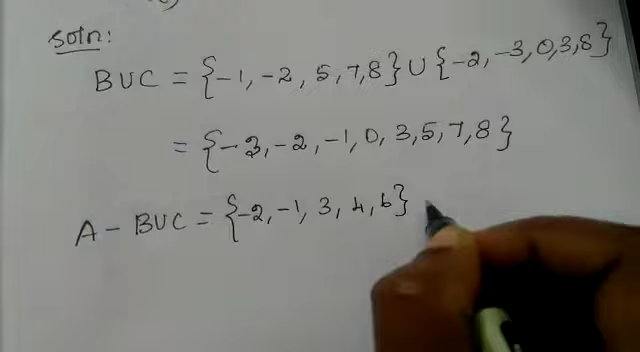 Soln:
BUC = {-1, -2, 5, 7, 8} U {-2, -3, 0, 3, 8}
= {-3, -2, -1, 0, 3, 5, 7, 8}
A - BUC = {-2, -1, 3, 4, 6}